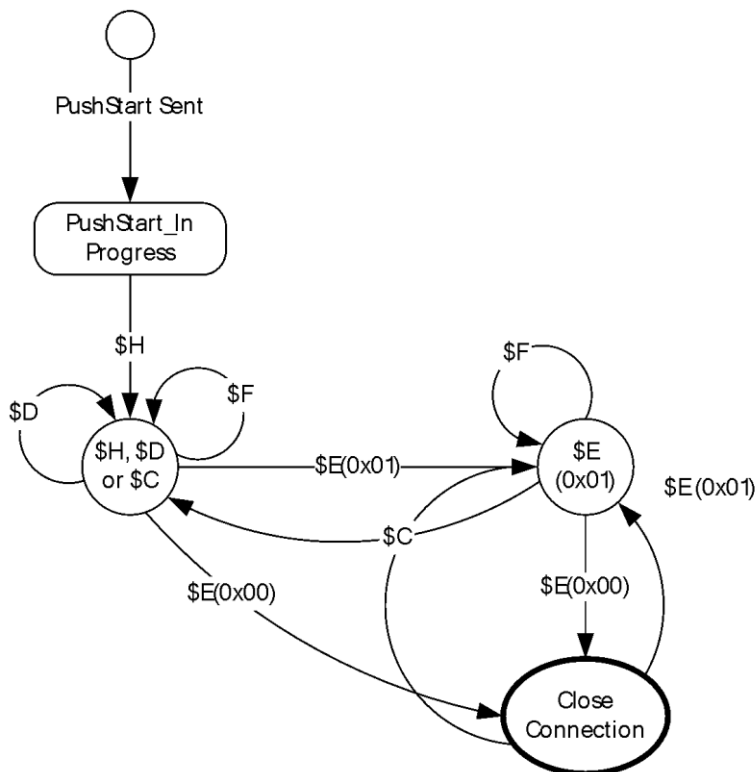 PushStart Sent
PushStart_In
Progress
$H
$D
$F
$F
$H, $D
or $C
$E(0x01)
$E
(0x01)
$E(0x01)
$C
$E(0x00)
$E(0x00)
Close
Connection